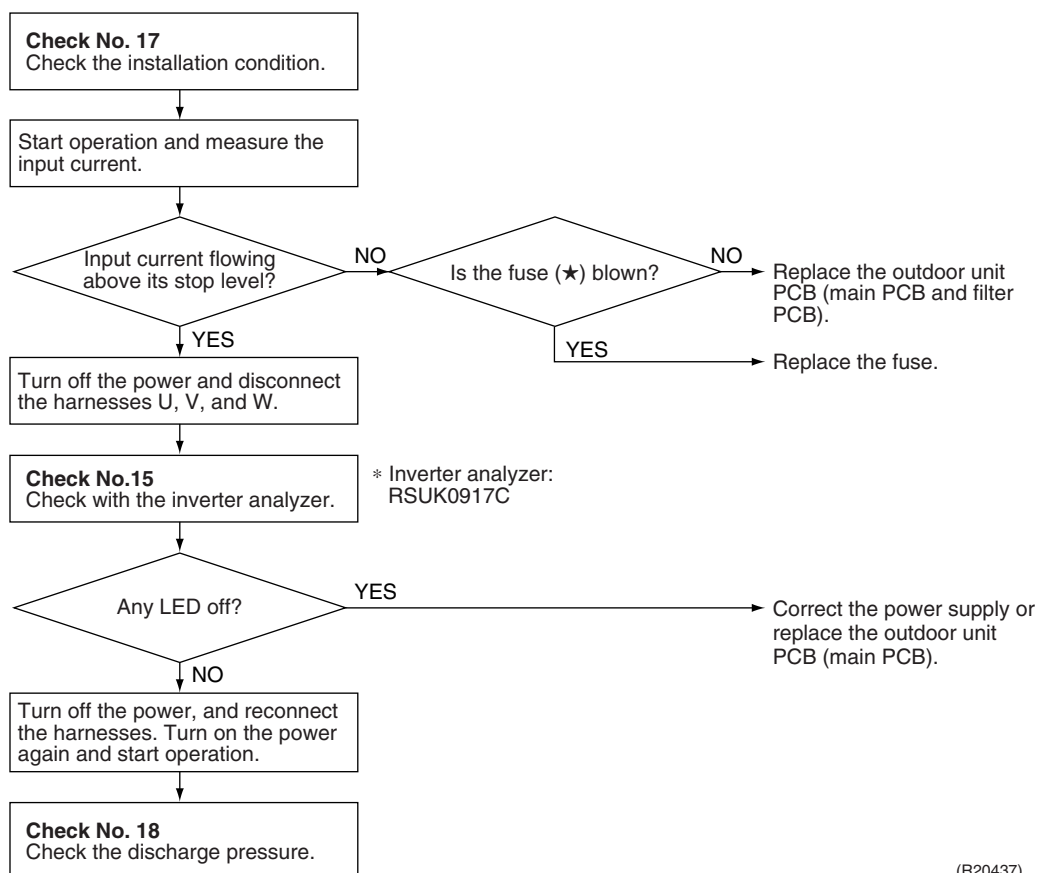 Check No. 17
Check the installation condition.
Start operation and measure the
input current.
Input current flowing
above its stop level?
NO
Is the fuse (★) blown?
NO
Replace the outdoor unit
PCB (main PCB and filter
PCB).
YES
Replace the fuse.
YES
Turn off the power and disconnect
the harnesses U, V, and W.
Check No.15
Check with the inverter analyzer.
* Inverter analyzer:
RSUK0917C
Any LED off?
YES
Correct the power supply or
replace the outdoor unit
PCB (main PCB).
NO
Turn off the power, and reconnect
the harnesses. Turn on the power
again and start operation.
Check No. 18
Check the discharge pressure.
(R20437)